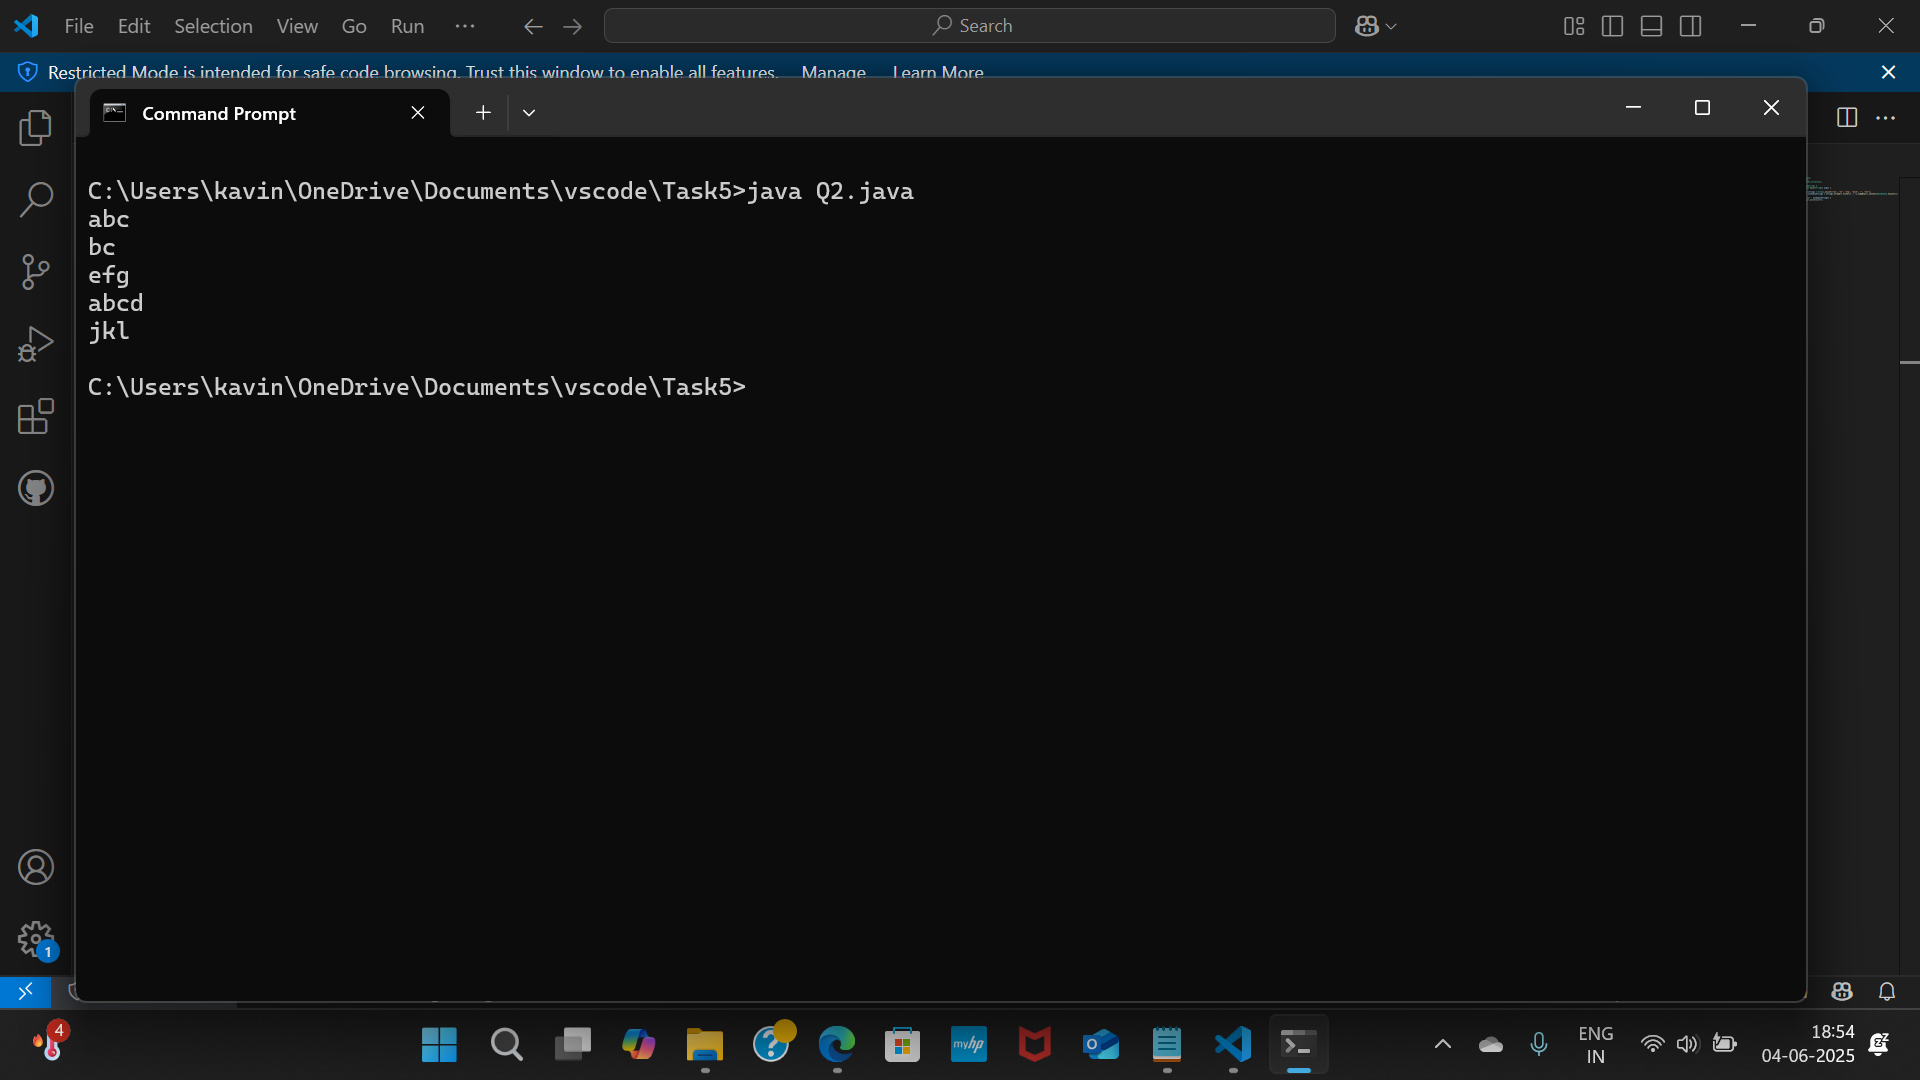 File Edit Selection View Go Run ··· Search
Restricted Mode is intended for safe code browsing. Trust this window to enable all features. Manage Learn More
Command Prompt
C:\Users\kavin\OneDrive\Documents\vscode\Task5>java Q2.java
abc
bc
efg
abcd
jkl
C:\Users\kavin\OneDrive\Documents\vscode\Task5>
1
4
myhp
ENG
IN
18:54
04-06-2025